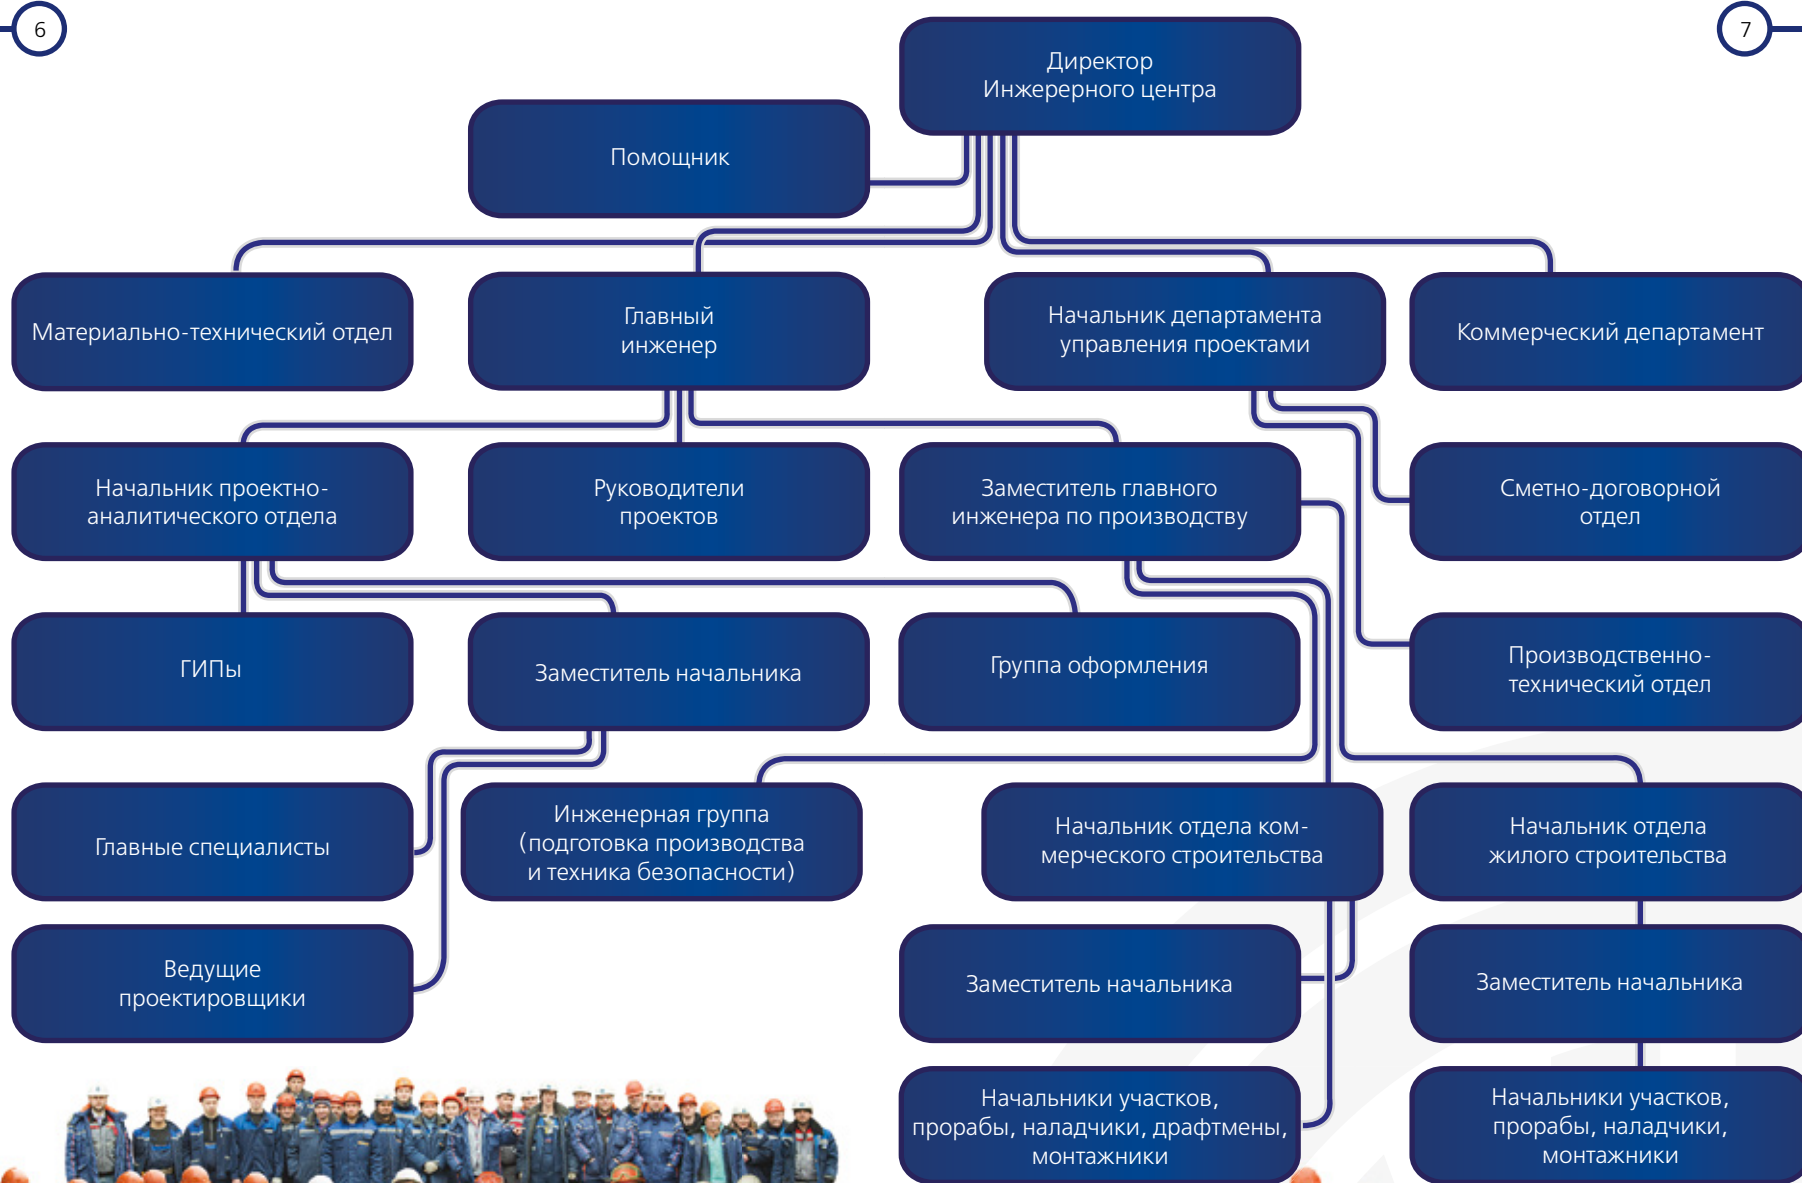 6
7
Директор
Инжерерного центра
Помощник
Материально-технический отдел
Главный
инженер
Начальник департамента
управления проектами
Коммерческий департамент
Начальник проектно-
аналитического отдела
Руководители
проектов
Заместитель главного
инженера по производству
Сметно-договорной
отдел
ГИПы
Заместитель начальника
Группа оформления
Производственно-
технический отдел
Главные специалисты
Инженерная группа
(подготовка производства
и техника безопасности)
Начальник отдела ком-
мерческого строительства
Начальник отдела
жилого строительства
Ведущие
проектировщики
Заместитель начальника
Заместитель начальника
Начальники участков,
прорабы, наладчики, драфтмены,
монтажники
Начальники участков,
прорабы, наладчики,
монтажники